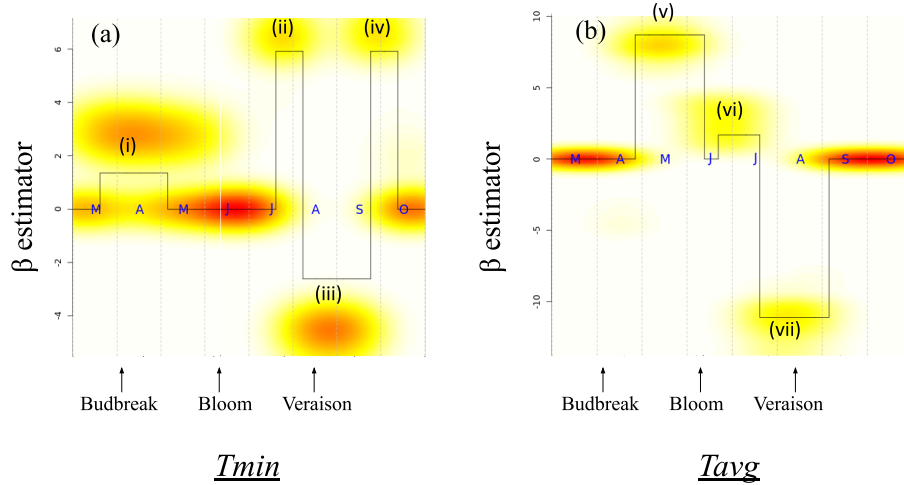 (a)
(ii)
(iv)
(i)
(iii)
6
4
2
0
-2
-4
β estimator
M A M J J A S O
Budbreak Bloom Veraison
Tmin
(b)
(v)
(vi)
(vii)
10
5
0
-5
-10
β estimator
M A M J J A S O
Budbreak Bloom Veraison
Tavg